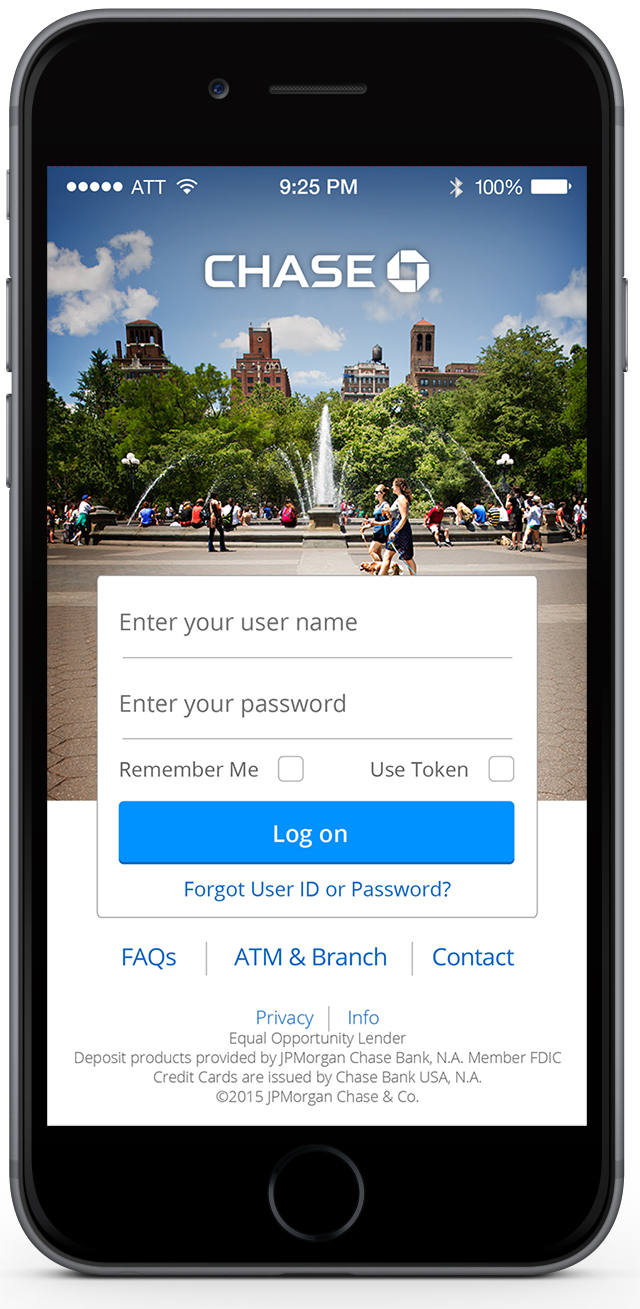 ATT 9:25 PM 100%
CHASE
Enter your user name
Enter your password
Remember Me Use Token
Log on
Forgot User ID or Password?
FAQs ATM & Branch Contact
Privacy Info
Equal Opportunity Lender
Deposit products provided by JPMorgan Chase Bank, N.A. Member FDIC
Credit Cards are issued by Chase Bank USA, N.A.
©2015 JPMorgan Chase & Co.